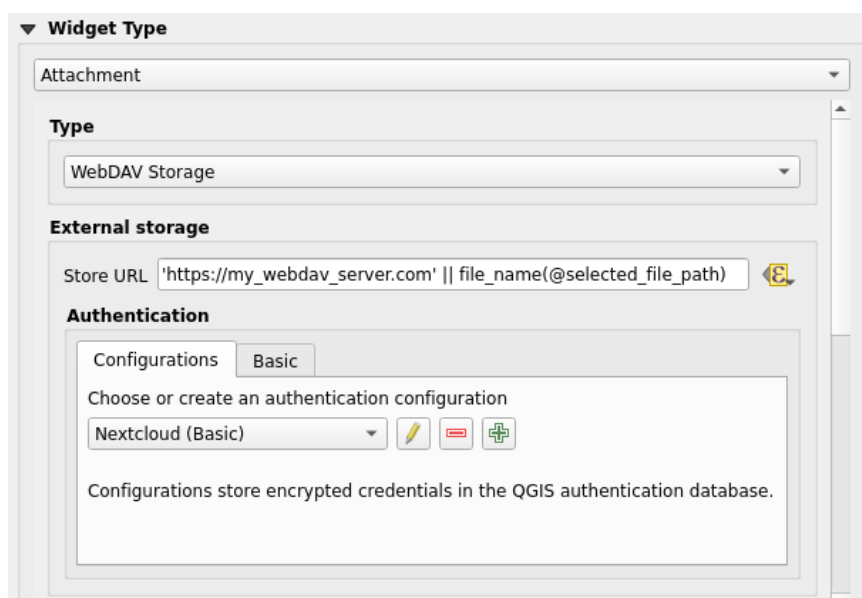 Widget Type
Attachment
Type
WebDAV Storage
External storage
Store URL 'https://my_webdav_server.com' || file_name(@selected_file_path) ε
Authentication
Configurations Basic
Choose or create an authentication configuration
Nextcloud (Basic)
Configurations store encrypted credentials in the QGIS authentication database.